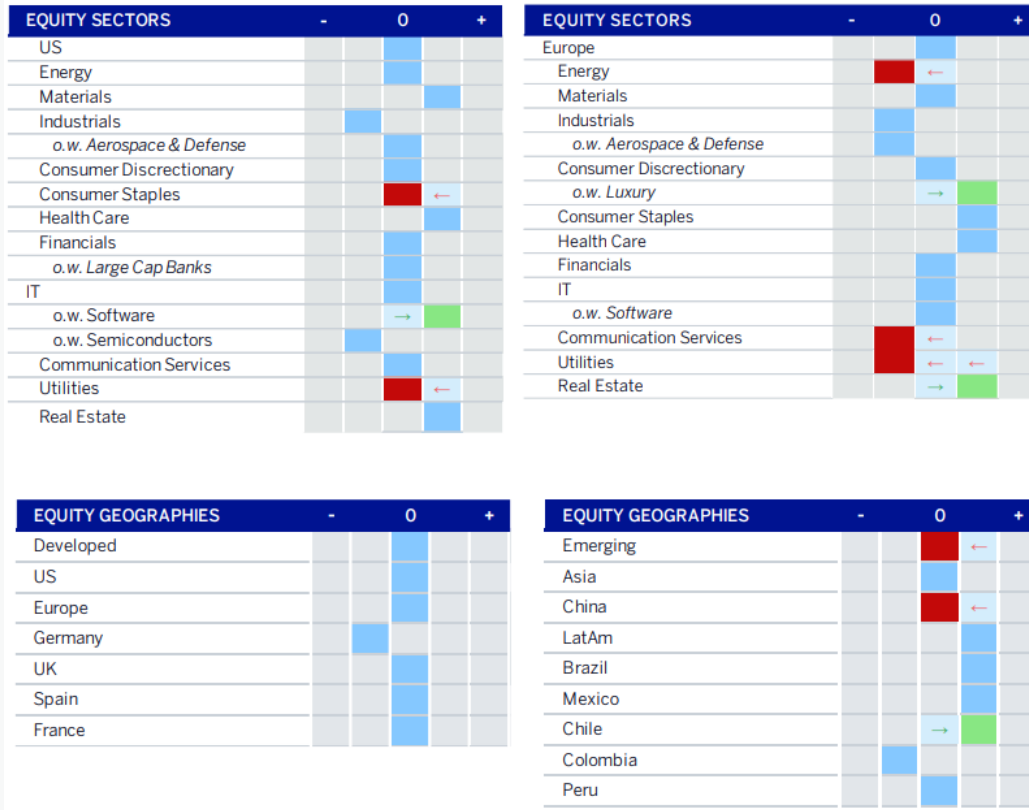 EQUITY SECTORS - 0 +
US
Energy
Materials
Industrials
o.w. Aerospace & Defense
Consumer Discretionary
Consumer Staples ←
Health Care
Financials
o.w. Large Cap Banks
IT
o.w. Software →
o.w. Semiconductors
Communication Services
Utilities ←
Real Estate
EQUITY SECTORS - 0 +
Europe
Energy ←
Materials
Industrials
o.w. Aerospace & Defense
Consumer Discretionary
o.w. Luxury →
Consumer Staples
Health Care
Financials
IT
o.w. Software
Communication Services ←
Utilities ← ←
Real Estate →
EQUITY GEOGRAPHIES - 0 +
Developed
US
Europe
Germany
UK
Spain
France
EQUITY GEOGRAPHIES - 0 +
Emerging ←
Asia
China ←
LatAm
Brazil
Mexico
Chile →
Colombia
Peru